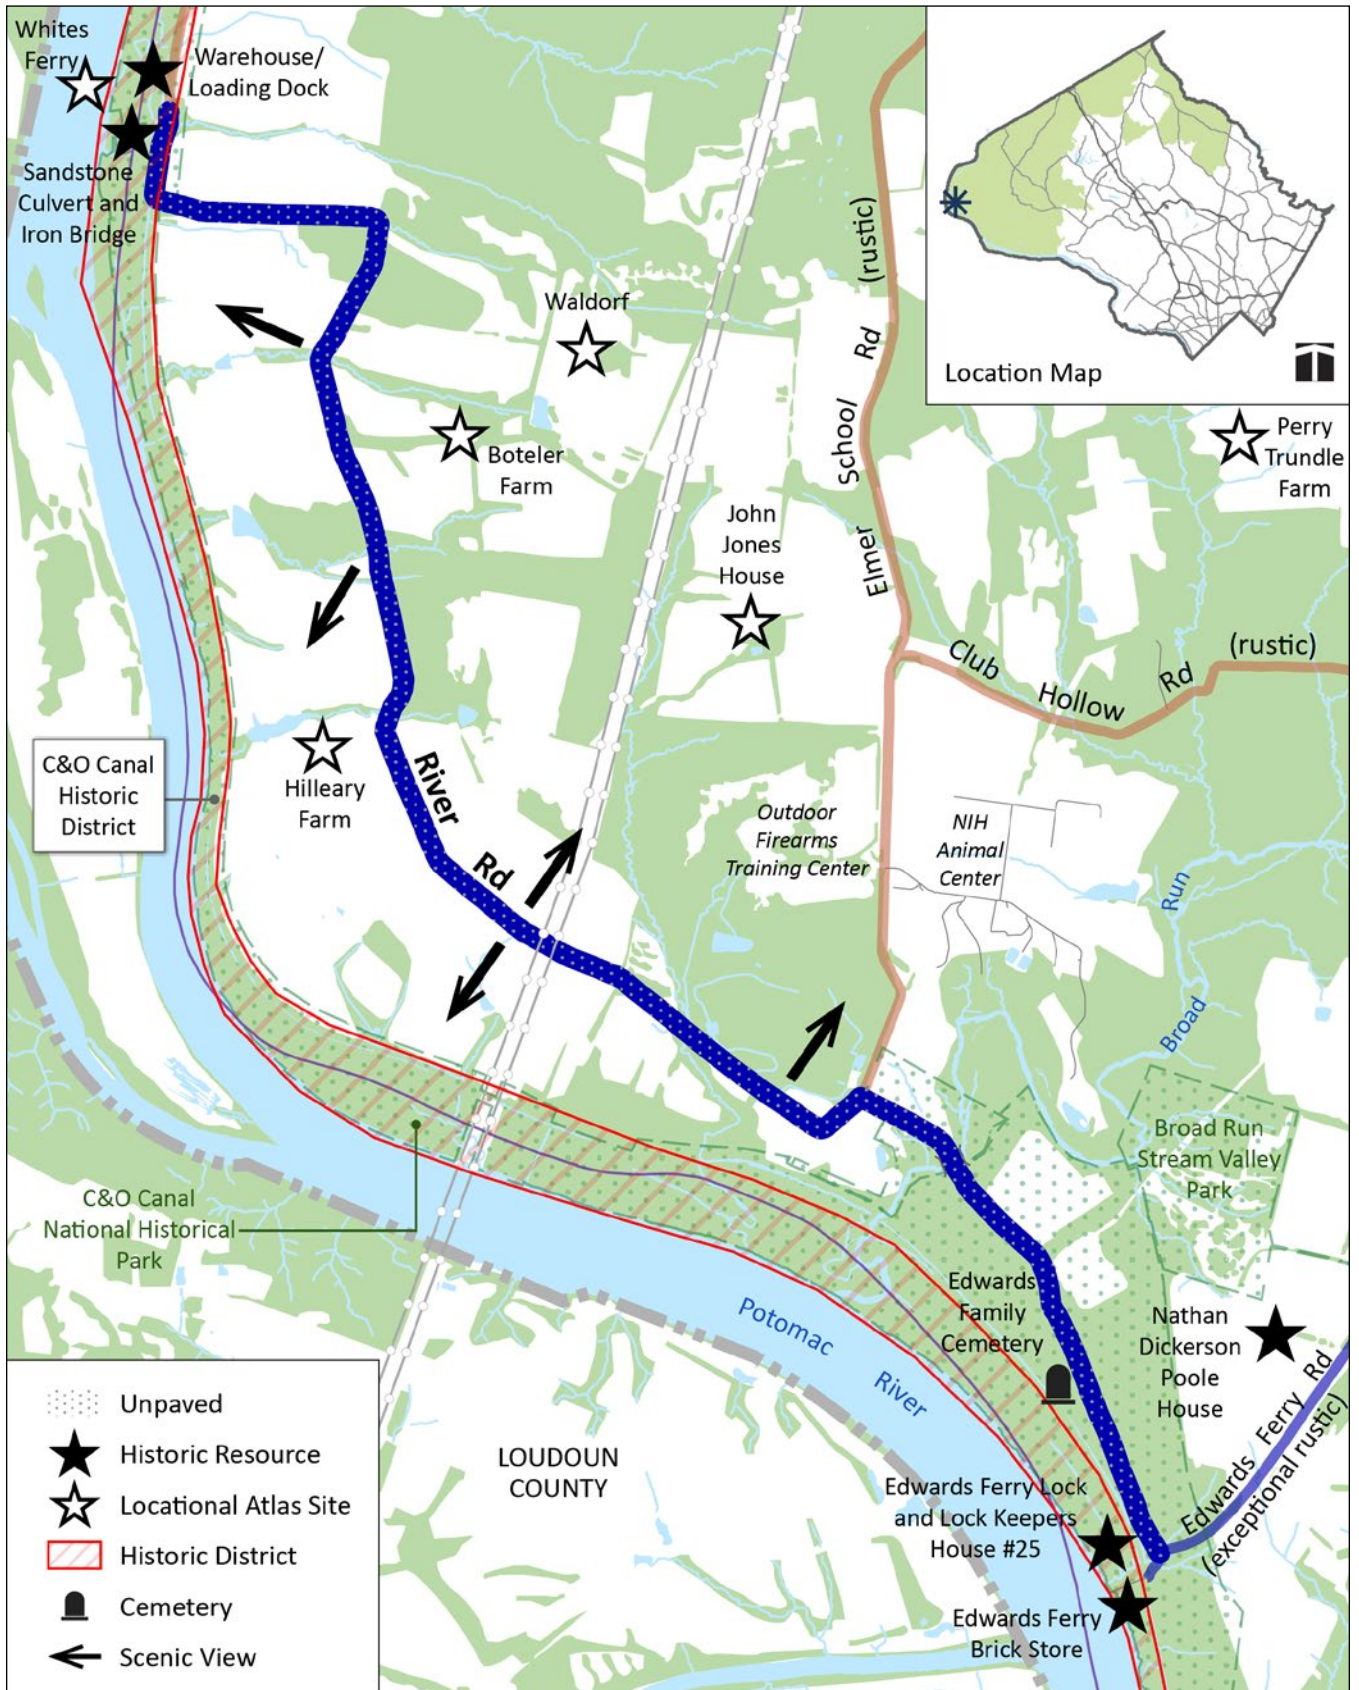 Whites
Ferry
Warehouse/
Loading Dock
Sandstone
Culvert and
Iron Bridge
Location Map
Waldorf
Boteler
Farm
Perry
Trundle
Farm
John
Jones
House
Elmer School Rd (rustic)
Club Hollow Rd (rustic)
C&O Canal
Historic
District
Hilleary
Farm
River Rd
Outdoor
Firearms
Training Center
NIH
Animal
Center
Broad Run
Broad Run
Stream Valley
Park
C&O Canal
National Historical
Park
Potomac River
Edwards
Family
Cemetery
Nathan
Dickerson
Poole
House
Edwards Ferry Rd
(exceptional rustic)
LOUDOUN
COUNTY
Edwards Ferry Lock
and Lock Keepers
House #25
Edwards Ferry
Brick Store
Unpaved
Historic Resource
Locational Atlas Site
Historic District
Cemetery
Scenic View